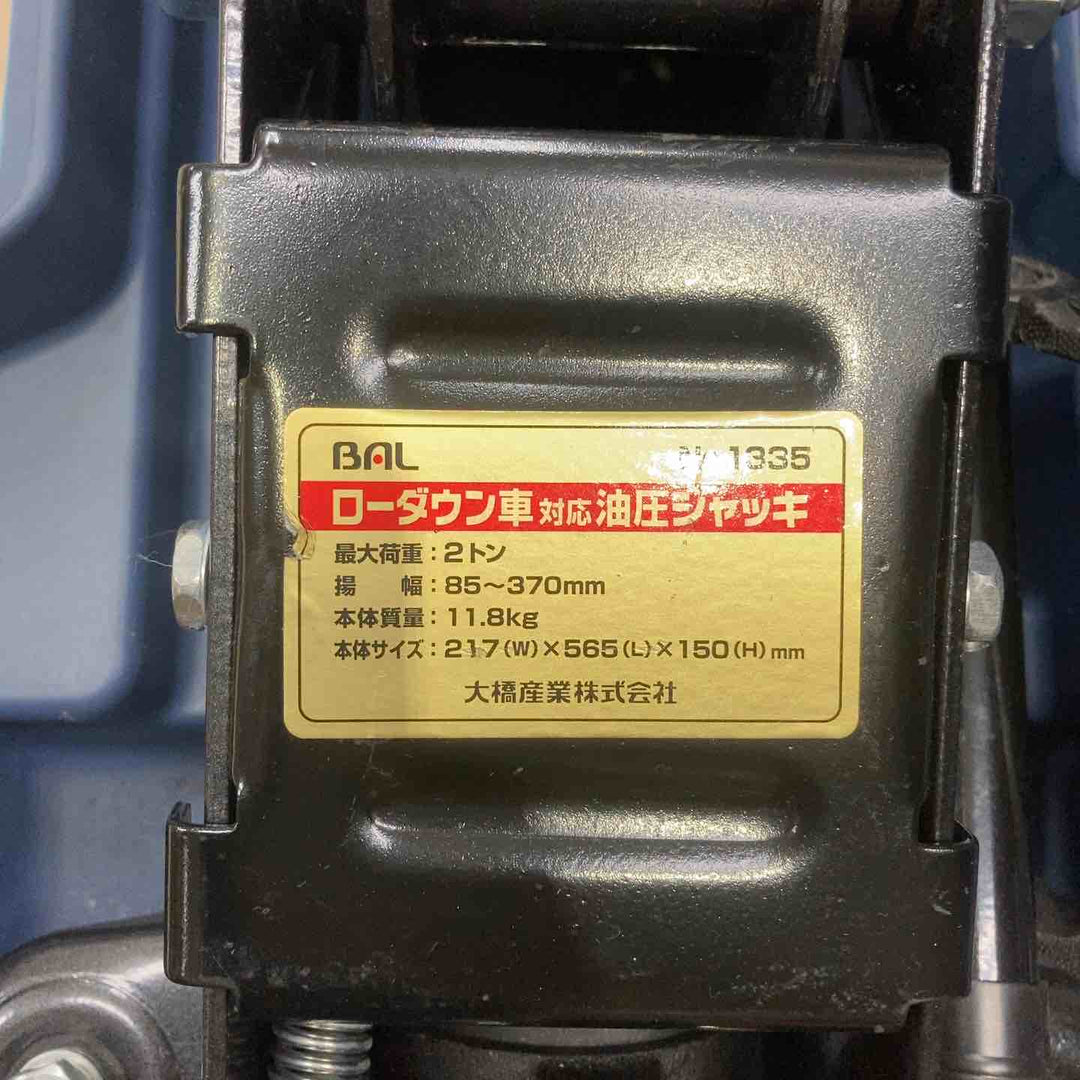 BAL No.1335
ローダウン車対応油圧ジャッキ
最大荷重：2トン
揚　幅：85～370mm
本体質量：11.8kg
本体サイズ：217(W)×565(L)×150(H)mm
大橋産業株式会社